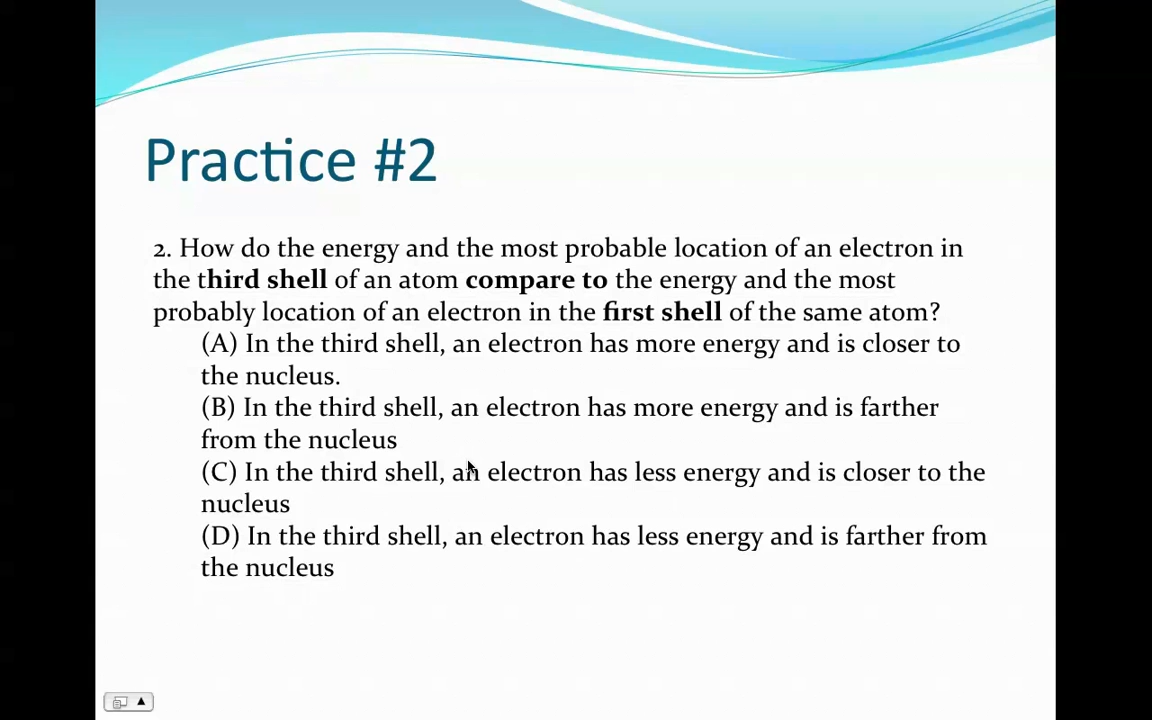 Practice #2
2. How do the energy and the most probable location of an electron in
the third shell of an atom compare to the energy and the most
probably location of an electron in the first shell of the same atom?
(A) In the third shell, an electron has more energy and is closer to
the nucleus.
(B) In the third shell, an electron has more energy and is farther
from the nucleus
(C) In the third shell, an electron has less energy and is closer to the
nucleus
(D) In the third shell, an electron has less energy and is farther from
the nucleus